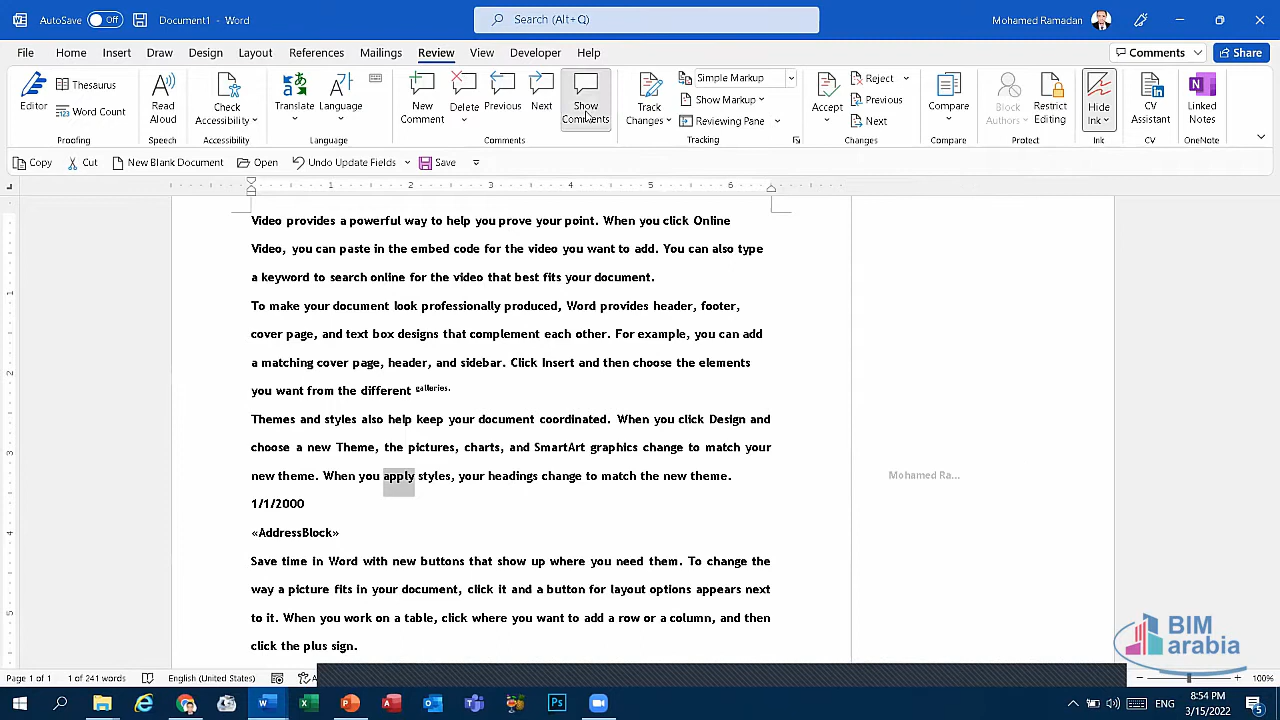 AutoSave Off Document1 - Word Search (Alt+Q) Mohamed Ramadan
File Home Insert Draw Design Layout References Mailings Review View Developer Help Comments Share
Editor Thesaurus Word Count Proofing
Read Aloud Speech
Check Accessibility Accessibility
Translate Language Language
New Comment Delete Previous Next Show Comments Comments
Track Changes Simple Markup Show Markup Reviewing Pane Tracking
Accept Reject Previous Next Changes
Compare Compare
Block Authors Restrict Editing Protect
Hide Ink Ink
CV Assistant CV
Linked Notes OneNote
Copy Cut New Blank Document Open Undo Update Fields Save
1 2 3 4 5 6
Video provides a powerful way to help you prove your point. When you click Online
Video, you can paste in the embed code for the video you want to add. You can also type
a keyword to search online for the video that best fits your document.
To make your document look professionally produced, Word provides header, footer,
cover page, and text box designs that complement each other. For example, you can add
a matching cover page, header, and sidebar. Click Insert and then choose the elements
you want from the different galleries.
Themes and styles also help keep your document coordinated. When you click Design and
choose a new Theme, the pictures, charts, and SmartArt graphics change to match your
new theme. When you apply styles, your headings change to match the new theme.
Mohamed Ra...
1/1/2000
«AddressBlock»
Save time in Word with new buttons that show up where you need them. To change the
way a picture fits in your document, click it and a button for layout options appears next
to it. When you work on a table, click where you want to add a row or a column, and then
click the plus sign.
BIM
arabia
Page 1 of 1 1 of 241 words English (United States) 100%
ENG 8:54 PM
3/15/2022